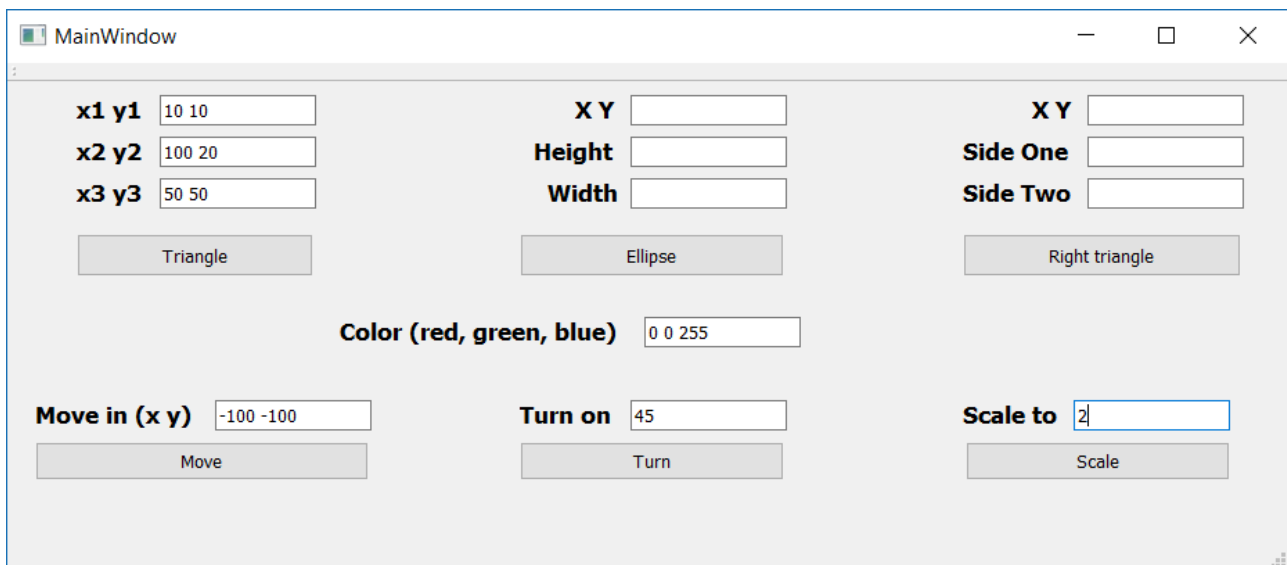 MainWindow
x1 y1 10 10 X Y X Y
x2 y2 100 20 Height Side One
x3 y3 50 50 Width Side Two
Triangle Ellipse Right triangle
Color (red, green, blue) 0 0 255
Move in (x y) -100 -100 Turn on 45 Scale to 2
Move Turn Scale